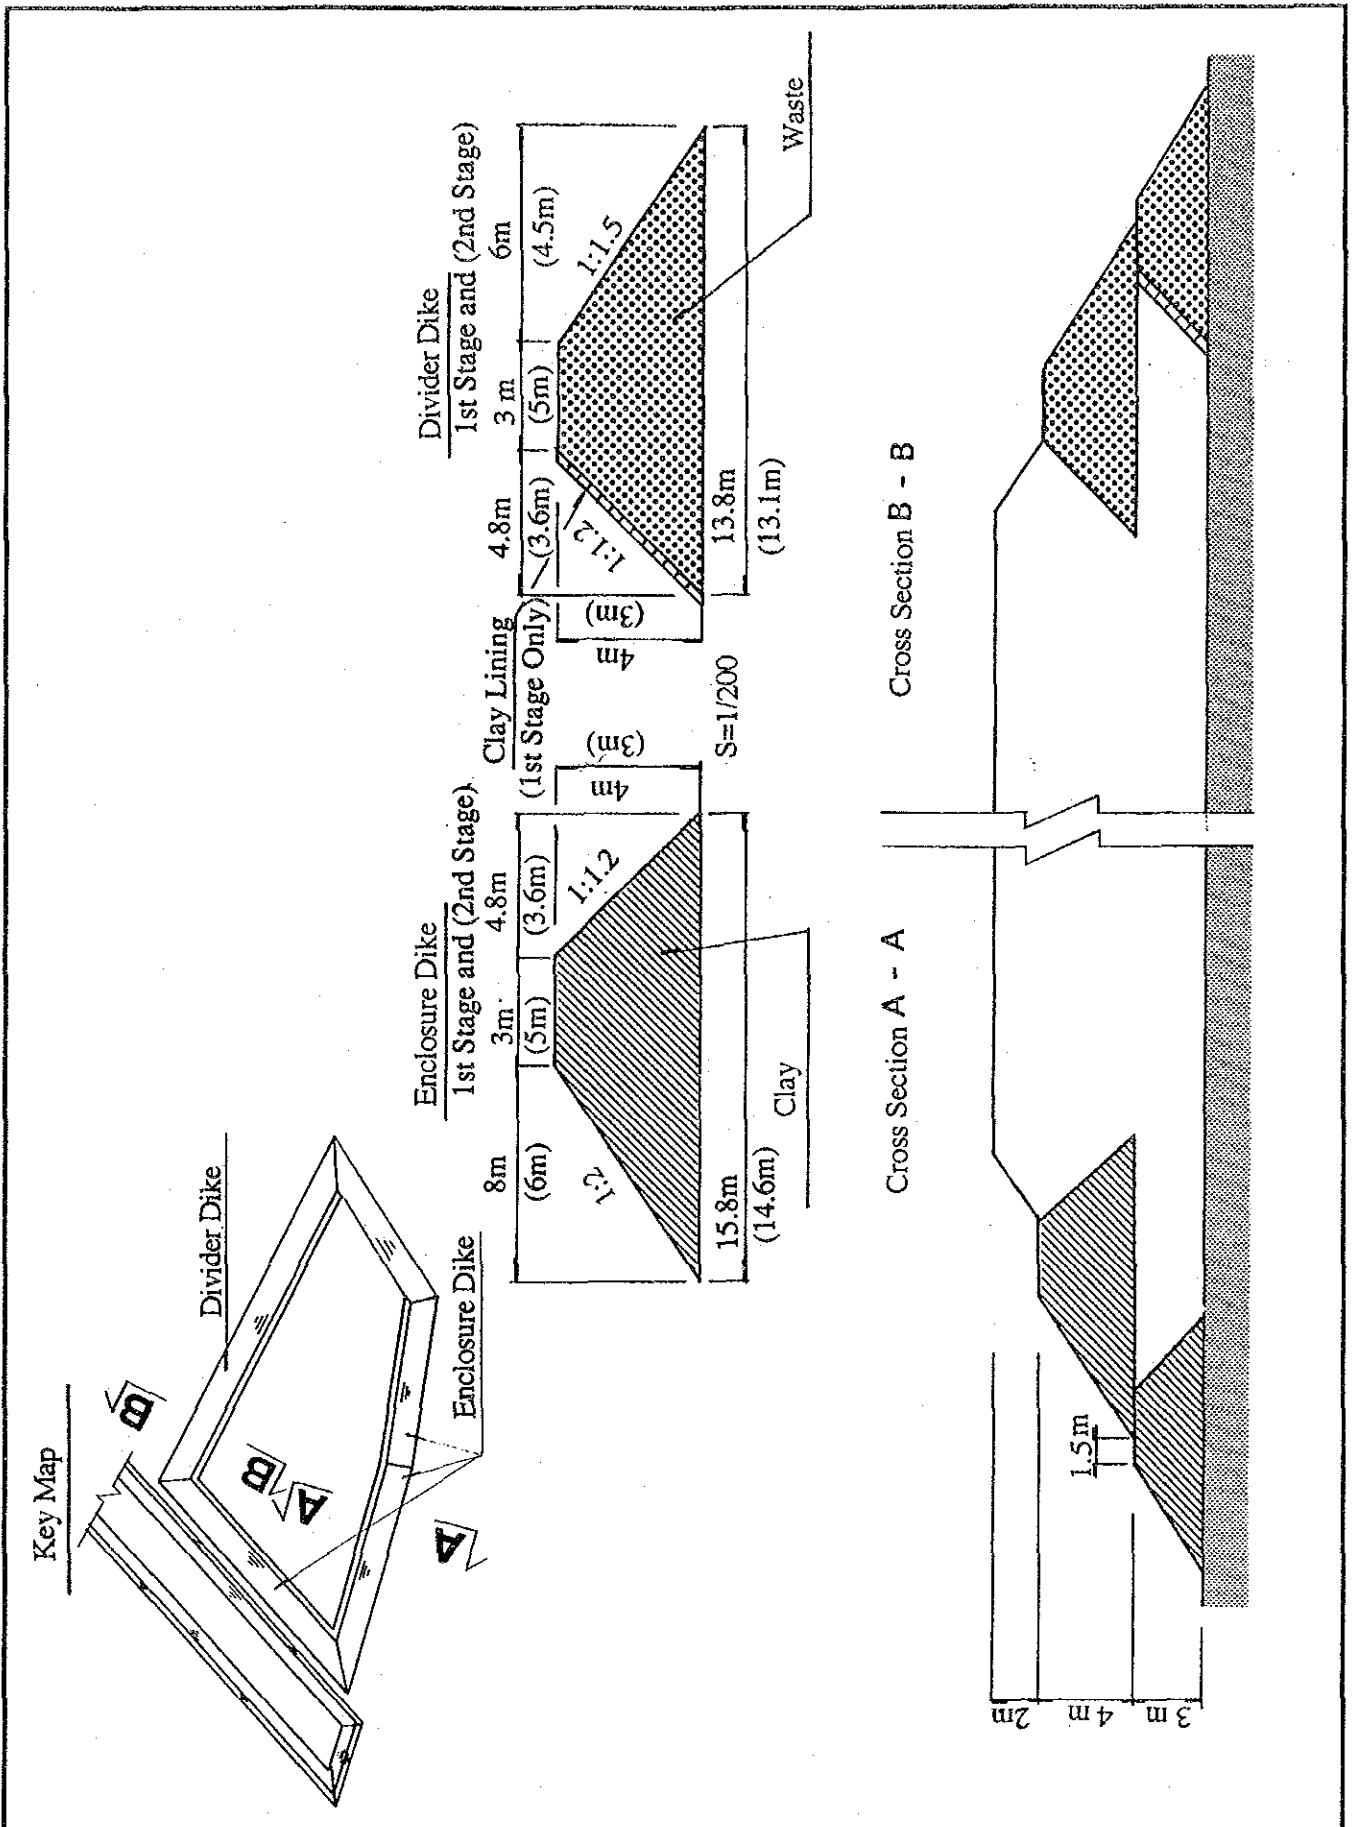 Key Map
B
B
A
A
Divider Dike
Enclosure Dike
Enclosure Dike
1st Stage and (2nd Stage)
8m
3m
4.8m
(6m)
(5m)
(3.6m)
1:2
1:1.2
4m
(3m)
15.8m
(14.6m)
Clay
Clay Lining
(1st Stage Only)
S=1/200
Divider Dike
1st Stage and (2nd Stage)
4.8m
3 m
6m
(3.6m)
(5m)
(4.5m)
1:1.2
1:1.5
4m
(3m)
13.8m
(13.1m)
Waste
Cross Section A - A
Cross Section B - B
1.5m
2m
4 m
3 m